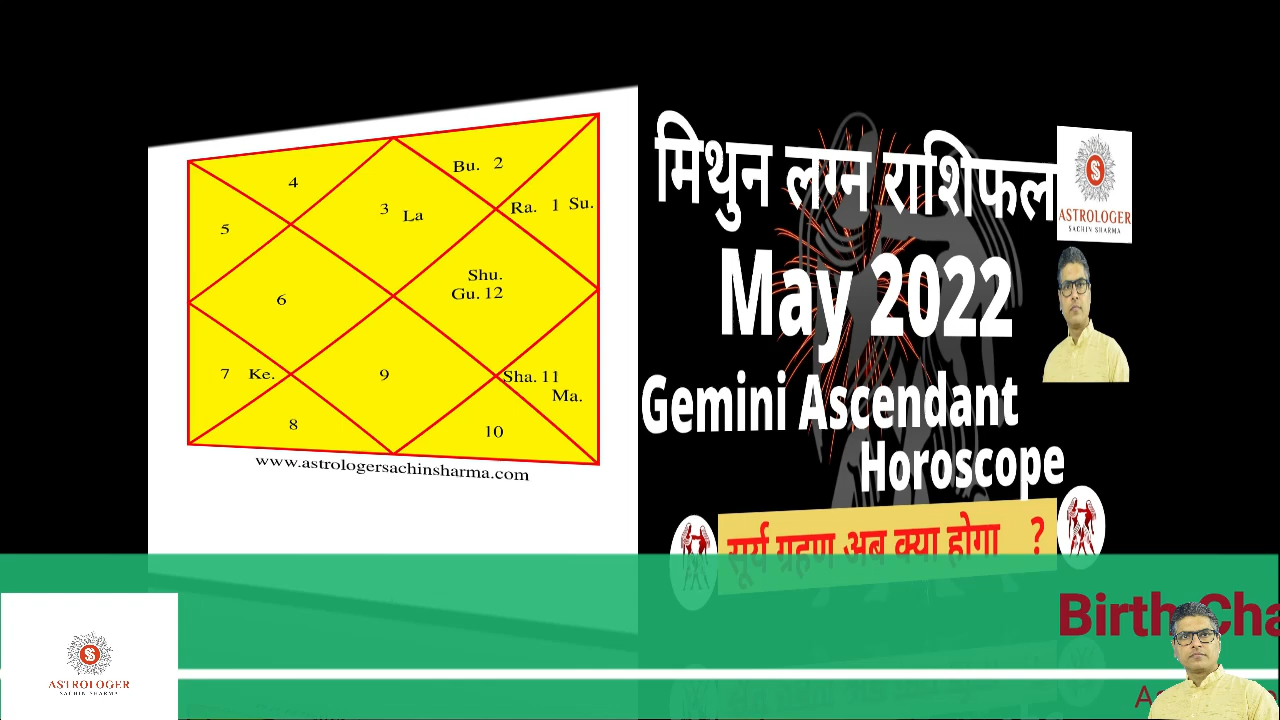 4
Bu. 2
3 La
Ra. 1 Su.
5
Shu.
Gu. 12
6
7 Ke.
9
Sha. 11
Ma.
8
10
www.astrologersachinsharma.com
मिथुन लग्न राशिफल
ASTROLOGER
SACHIN SHARMA
May 2022
Gemini Ascendant
Horoscope
सूर्य ग्रहण अब क्या होगा ?
Birth Cha
ASTROLOGER
SACHIN SHARMA